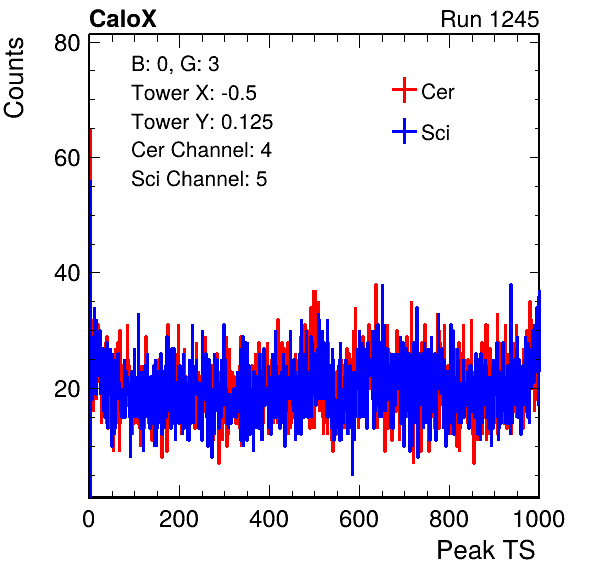 CaloX Run 1245
Counts
80
60
40
20
B: 0, G: 3
Tower X: -0.5
Tower Y: 0.125
Cer Channel: 4
Sci Channel: 5
Cer
Sci
0 200 400 600 800 1000
Peak TS